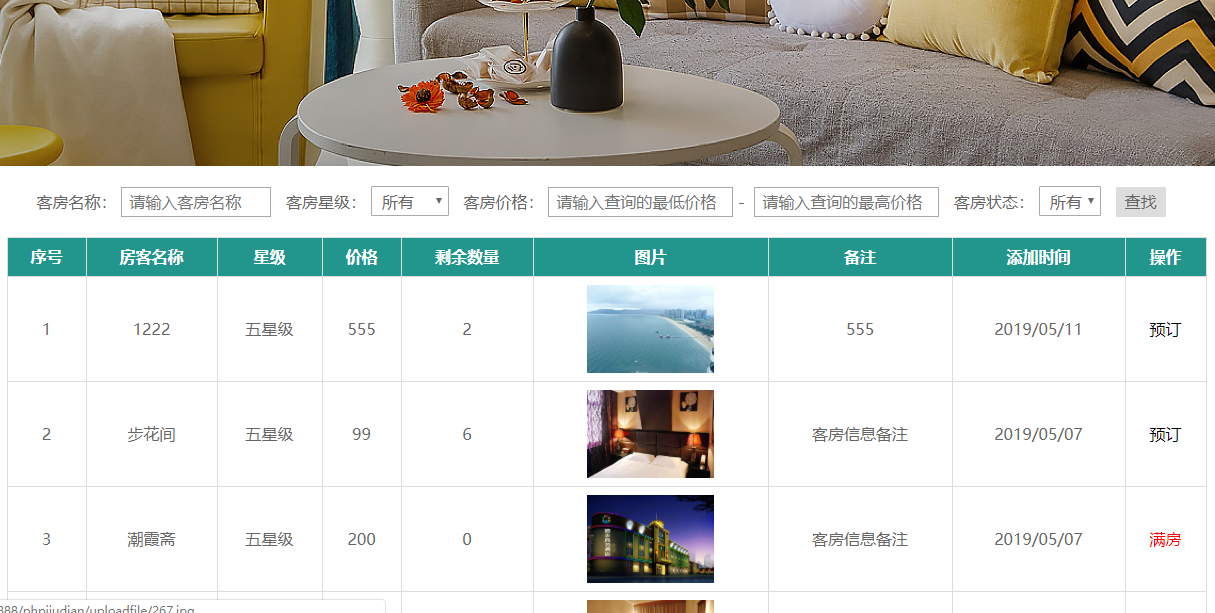 客房名称： 请输入客房名称 客房星级： 所有 客房价格： 请输入查询的最低价格 - 请输入查询的最高价格 客房状态： 所有 查找
序号 房客名称 星级 价格 剩余数量 图片 备注 添加时间 操作
1 1222 五星级 555 2 555 2019/05/11 预订
2 步花间 五星级 99 6 客房信息备注 2019/05/07 预订
3 潮霞斋 五星级 200 0 客房信息备注 2019/05/07 满房
888/phpjiudian/uploadfile/267.jpg